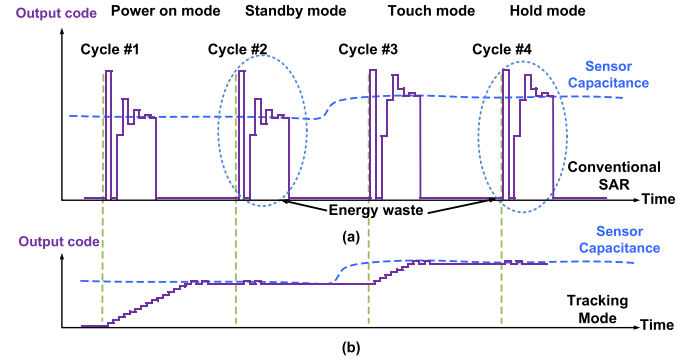 Output code
Power on mode
Standby mode
Touch mode
Hold mode
Cycle #1
Cycle #2
Cycle #3
Cycle #4
Sensor
Capacitance
Conventional
SAR
Time
Energy waste
(a)
Output code
Sensor
Capacitance
Tracking
Mode
Time
(b)